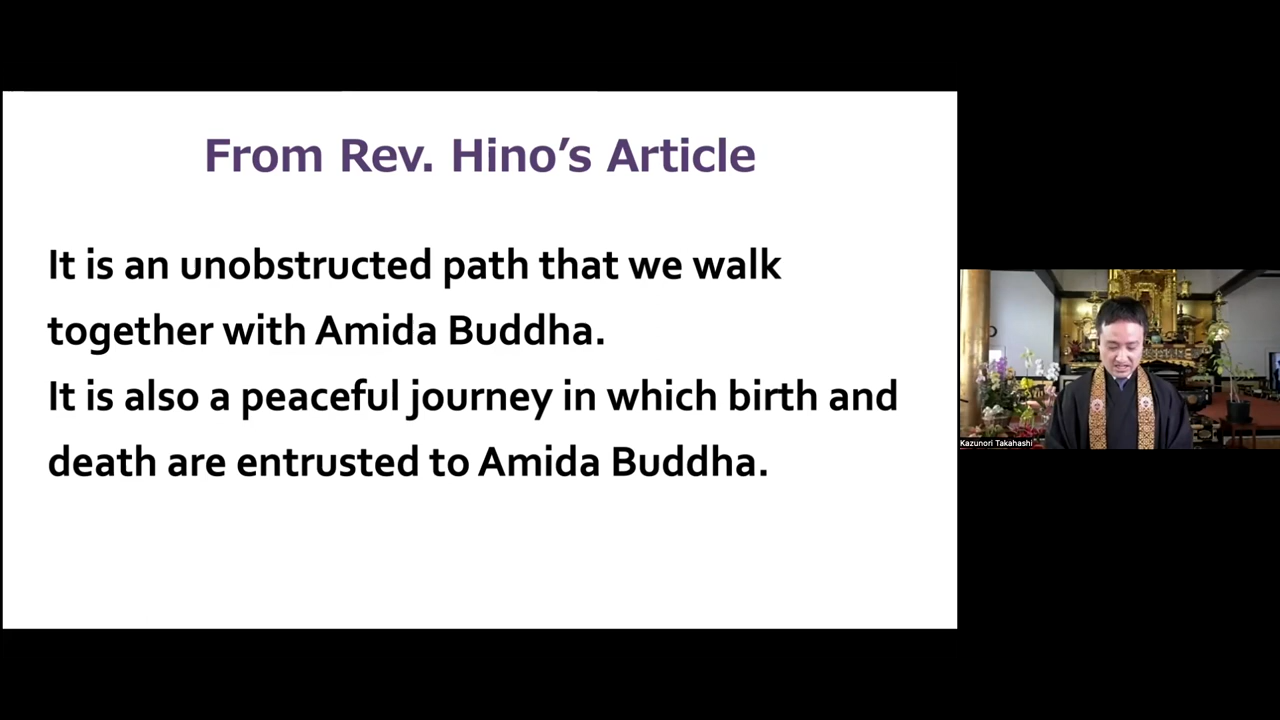 From Rev. Hino’s Article
It is an unobstructed path that we walk
together with Amida Buddha.
It is also a peaceful journey in which birth and
death are entrusted to Amida Buddha.
Kazunori Takahashi